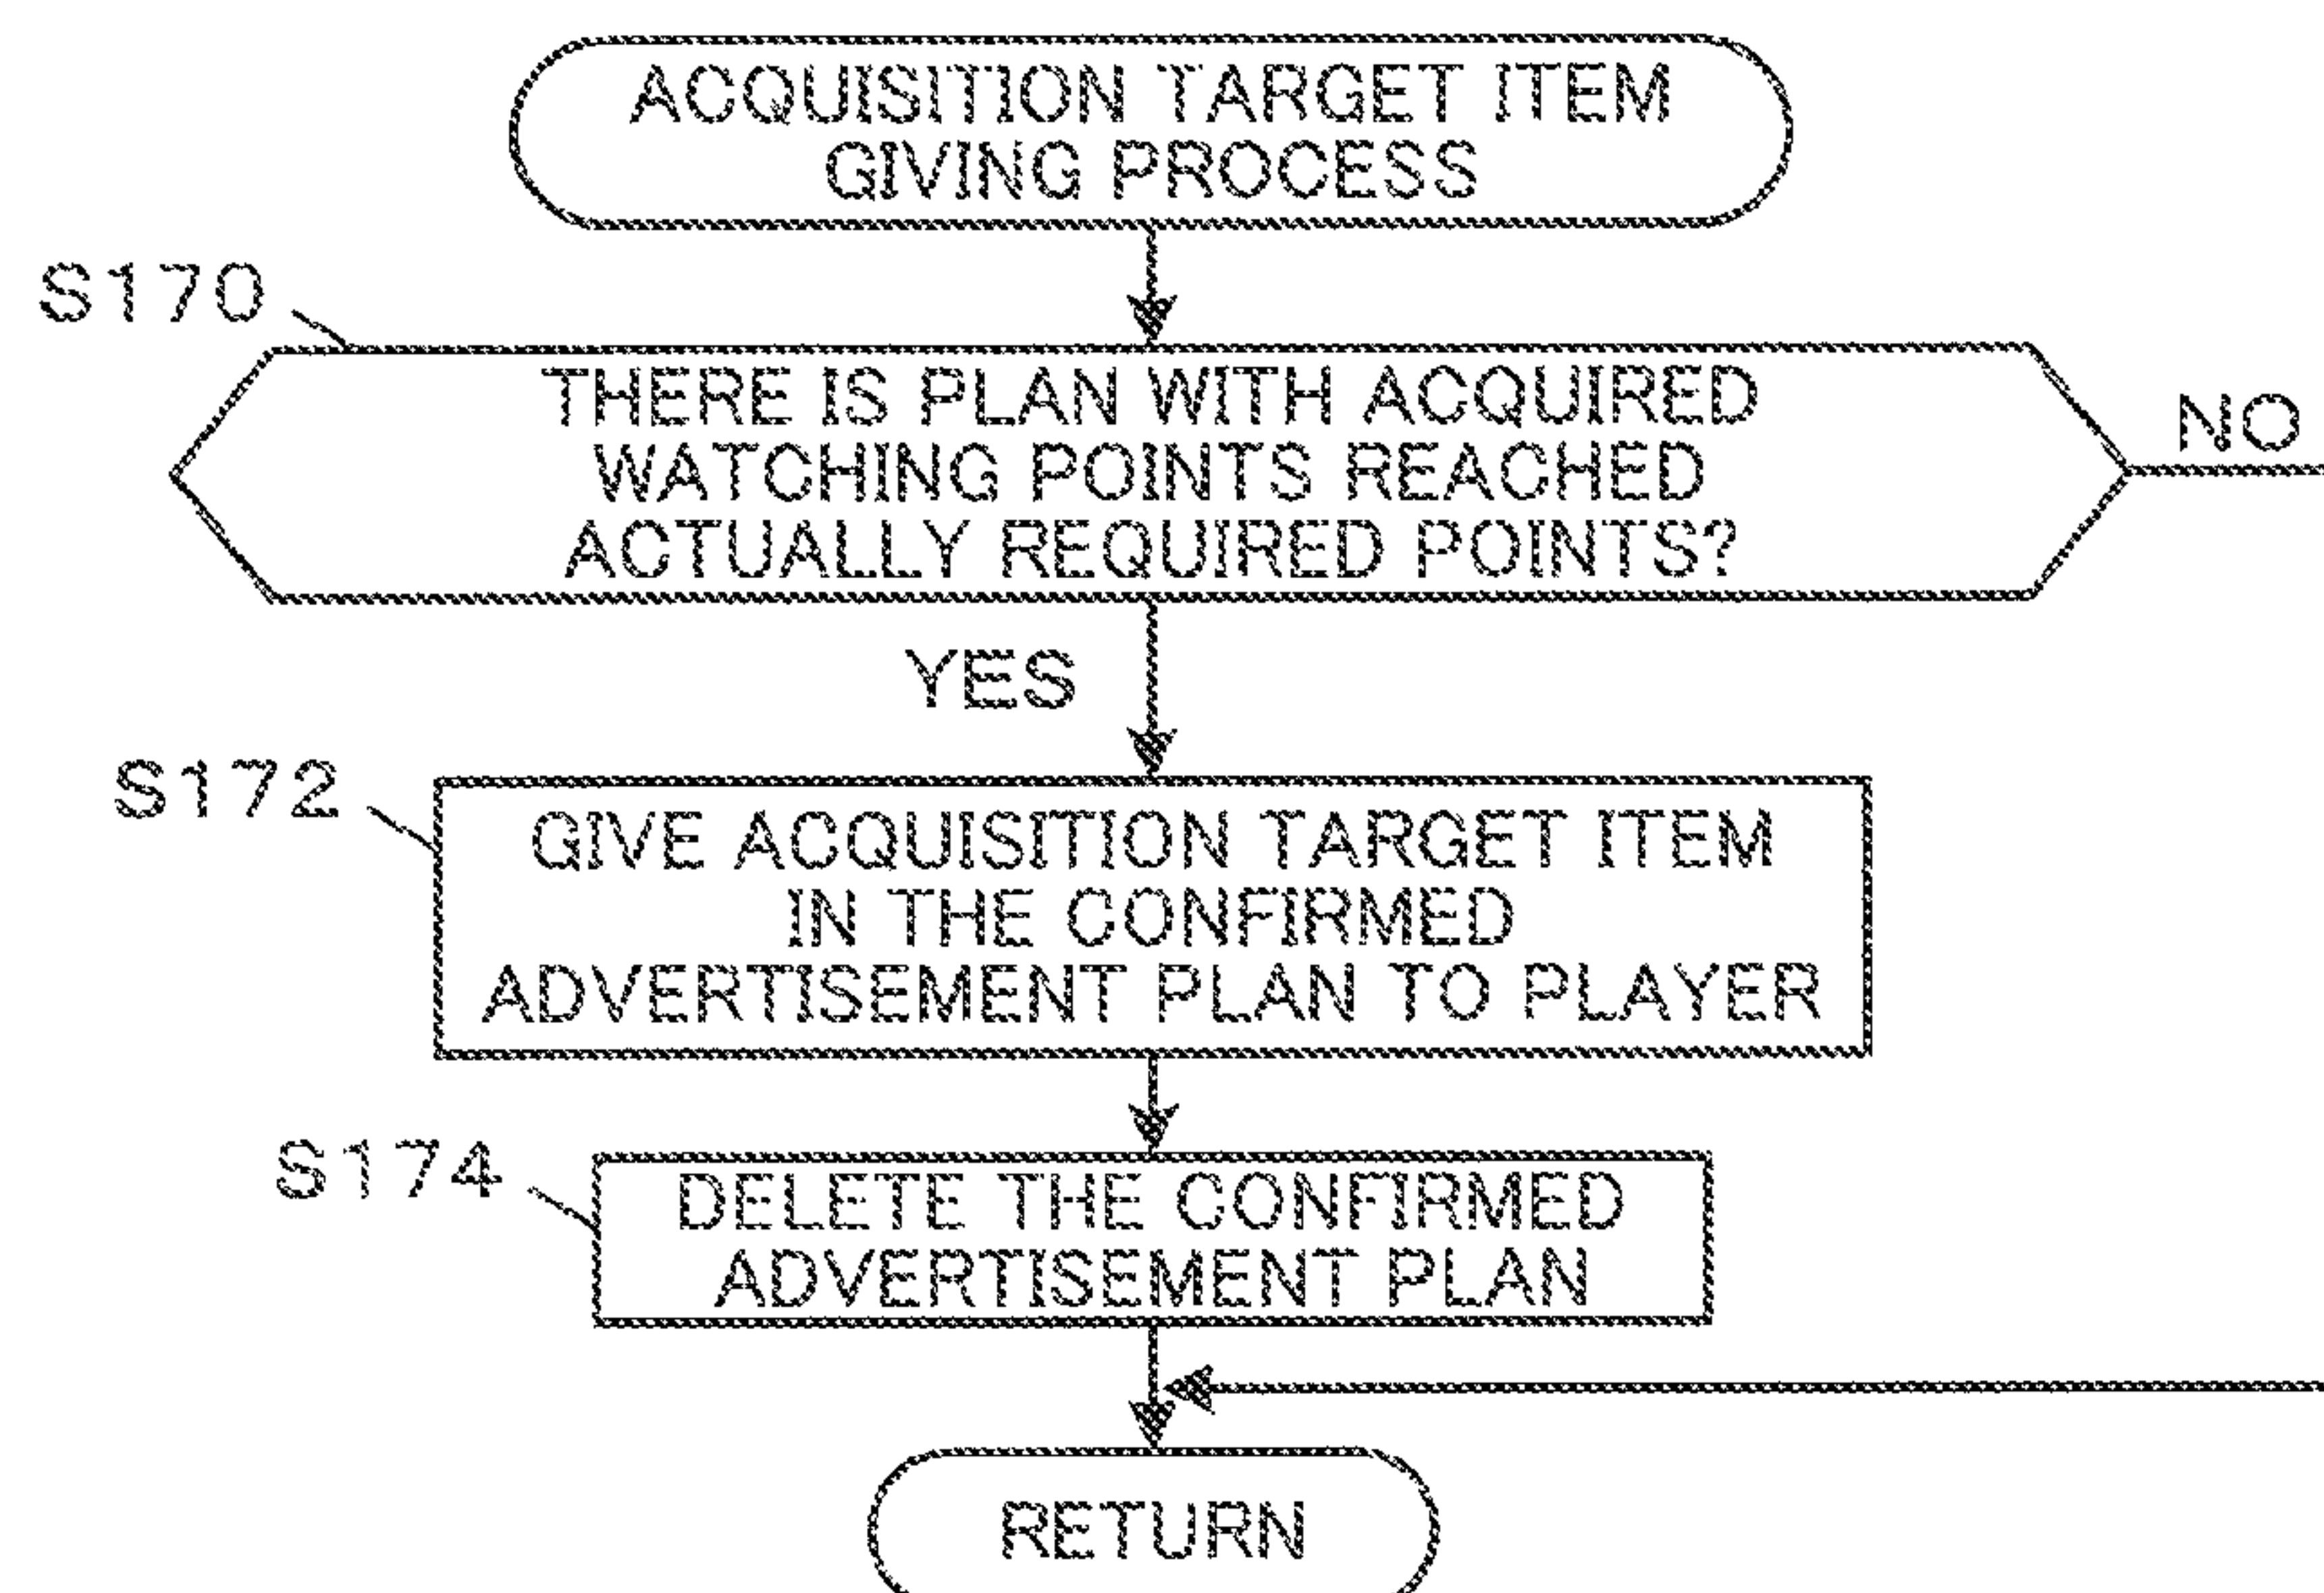 ACQUISITION TARGET ITEM
GIVING PROCESS
S170
THERE IS PLAN WITH ACQUIRED
WATCHING POINTS REACHED
ACTUALLY REQUIRED POINTS?
NO
YES
S172
GIVE ACQUISITION TARGET ITEM
IN THE CONFIRMED
ADVERTISEMENT PLAN TO PLAYER
S174
DELETE THE CONFIRMED
ADVERTISEMENT PLAN
RETURN